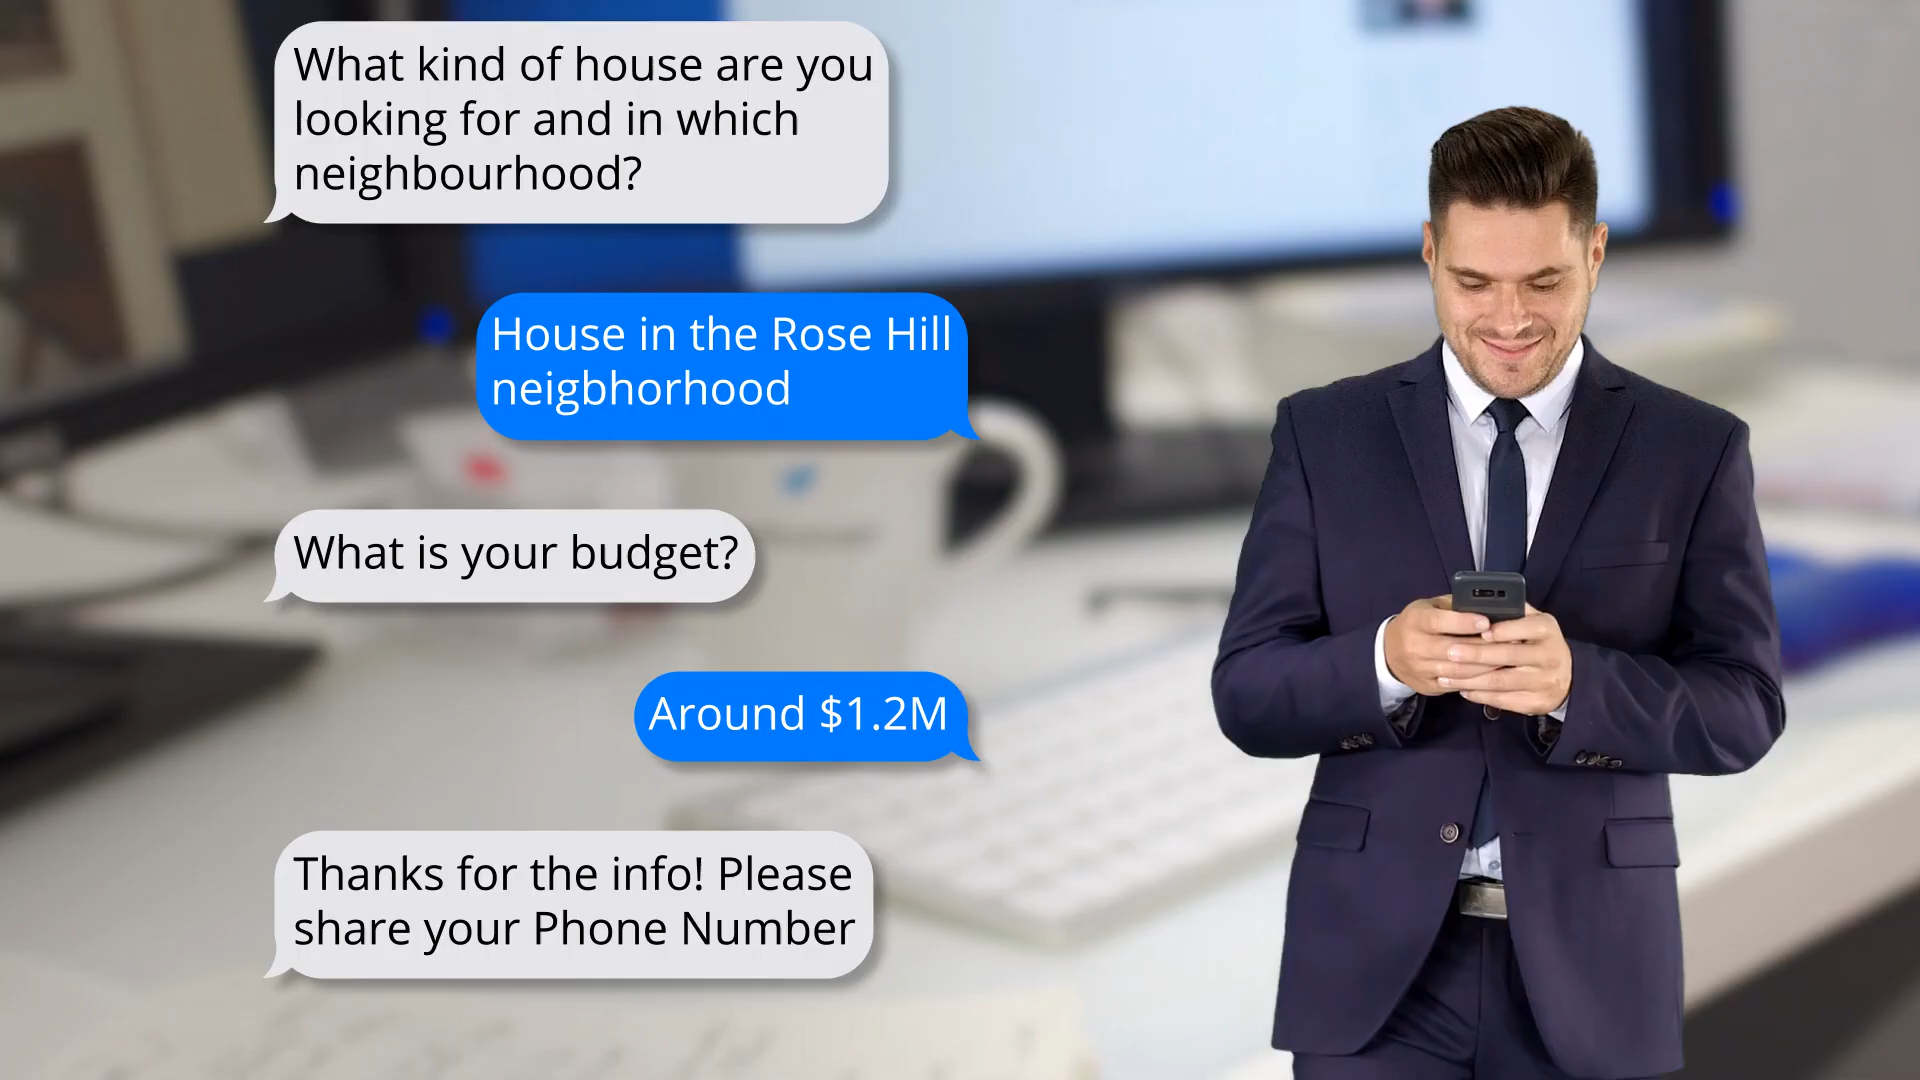 What kind of house are you
looking for and in which
neighbourhood?
House in the Rose Hill
neigbhorhood
What is your budget?
Around $1.2M
Thanks for the info! Please
share your Phone Number